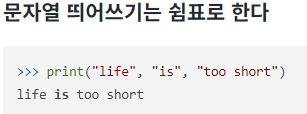 문자열 띄어쓰기는 쉼표로 한다
>>> print("life", "is", "too short")
life is too short